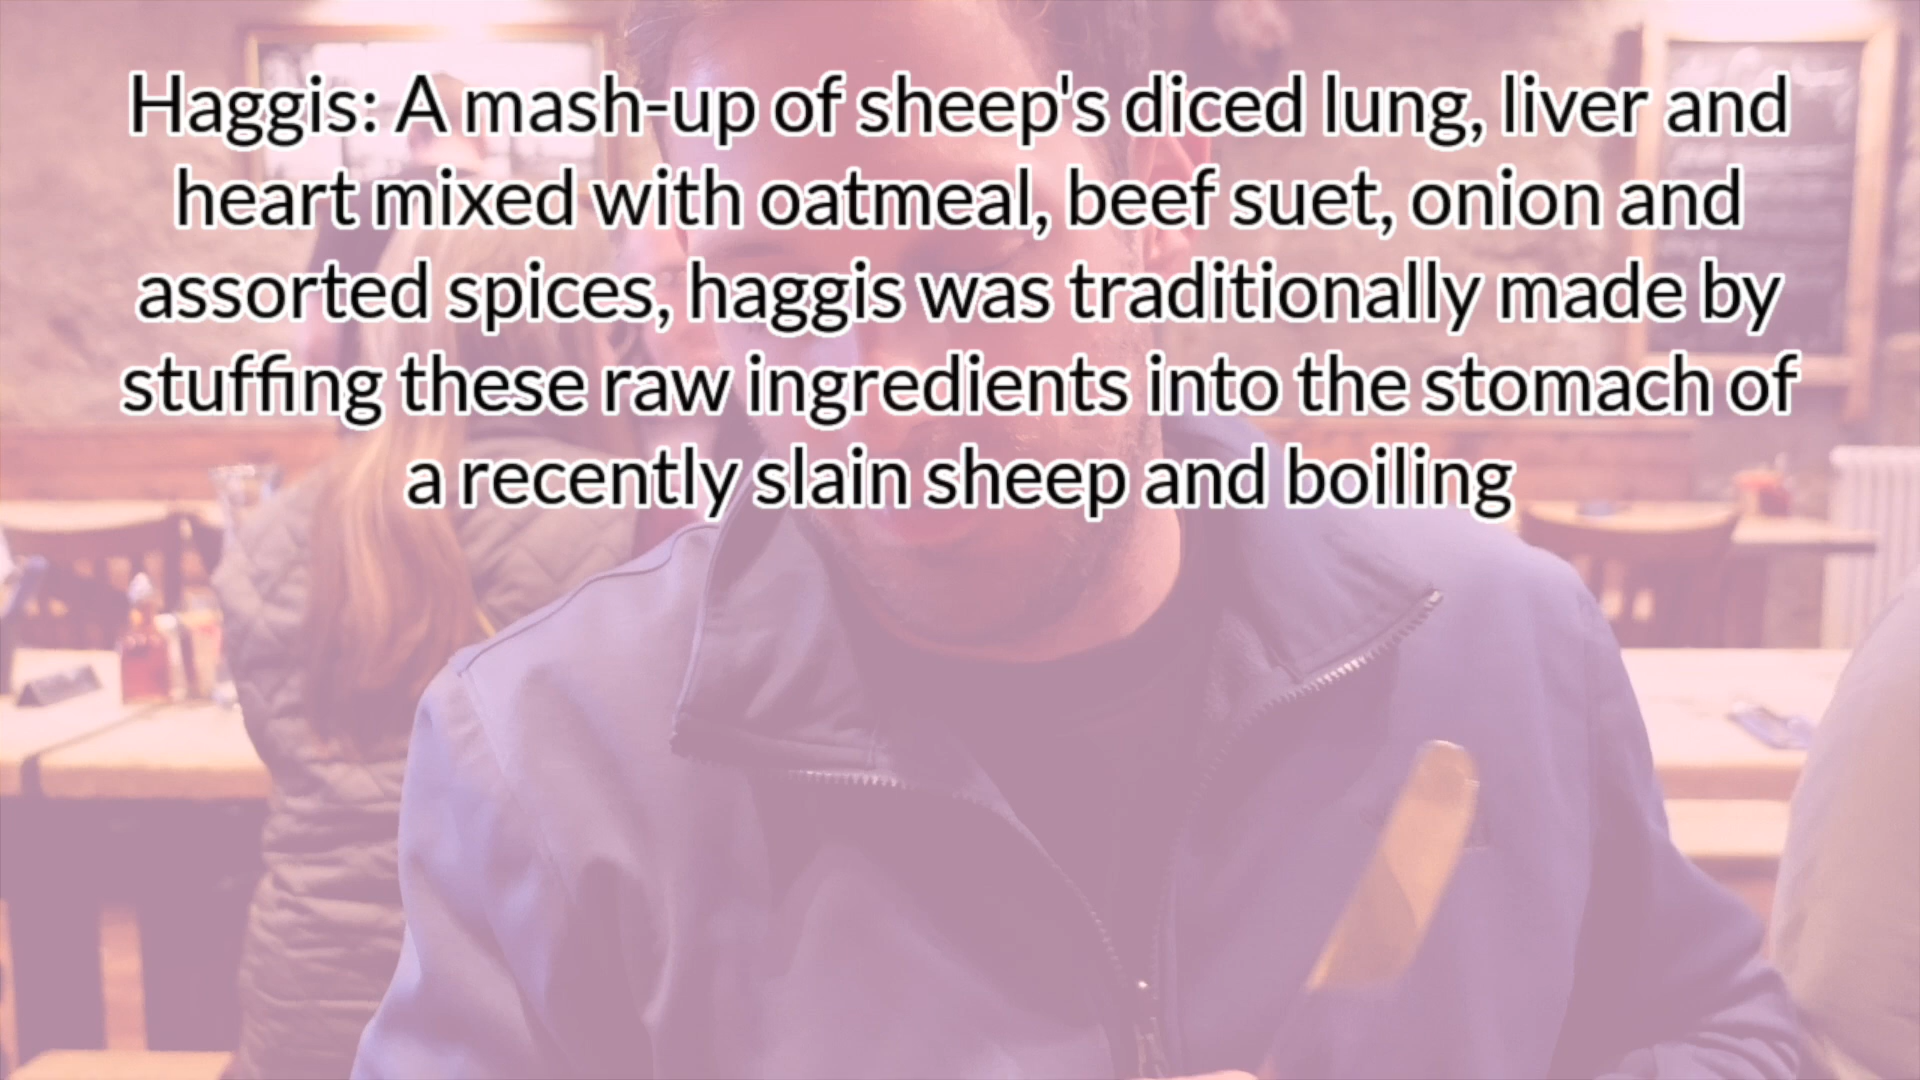 Haggis: A mash-up of sheep's diced lung, liver and
heart mixed with oatmeal, beef suet, onion and
assorted spices, haggis was traditionally made by
stuffing these raw ingredients into the stomach of
a recently slain sheep and boiling